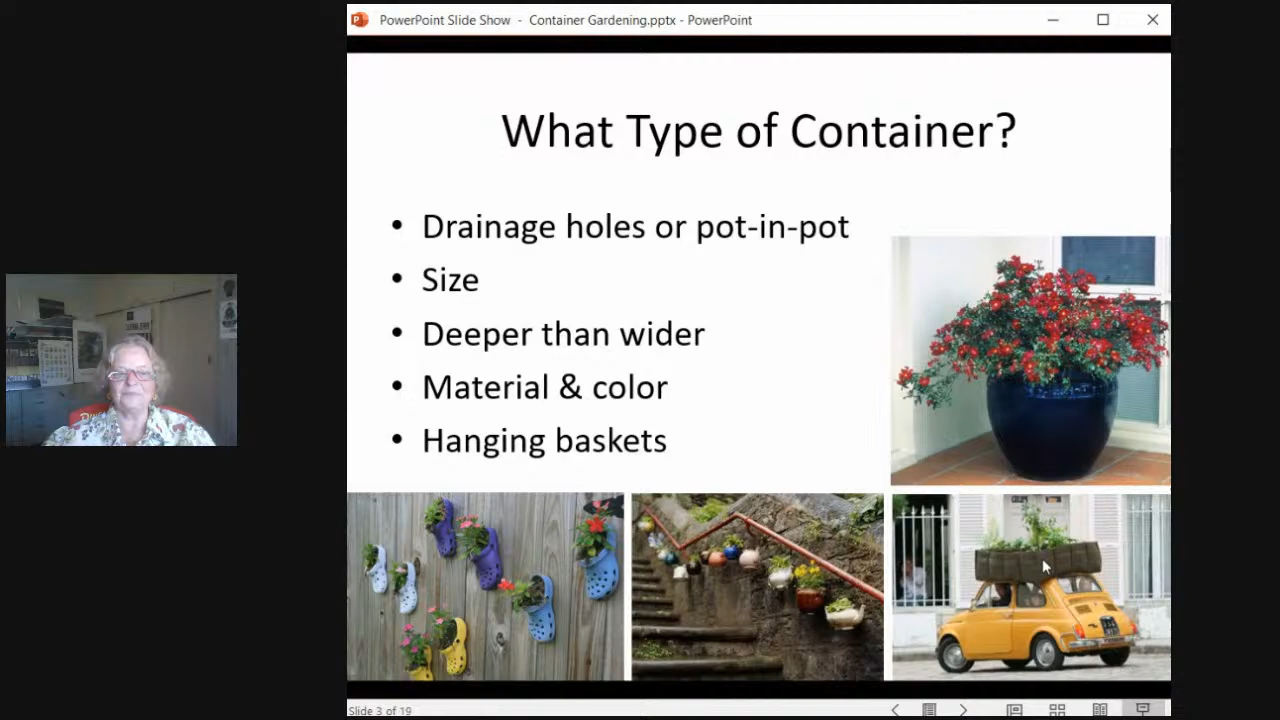 PowerPoint Slide Show - Container Gardening.pptx - PowerPoint
What Type of Container?
• Drainage holes or pot-in-pot
• Size
• Deeper than wider
• Material & color
• Hanging baskets
Slide 3 of 19